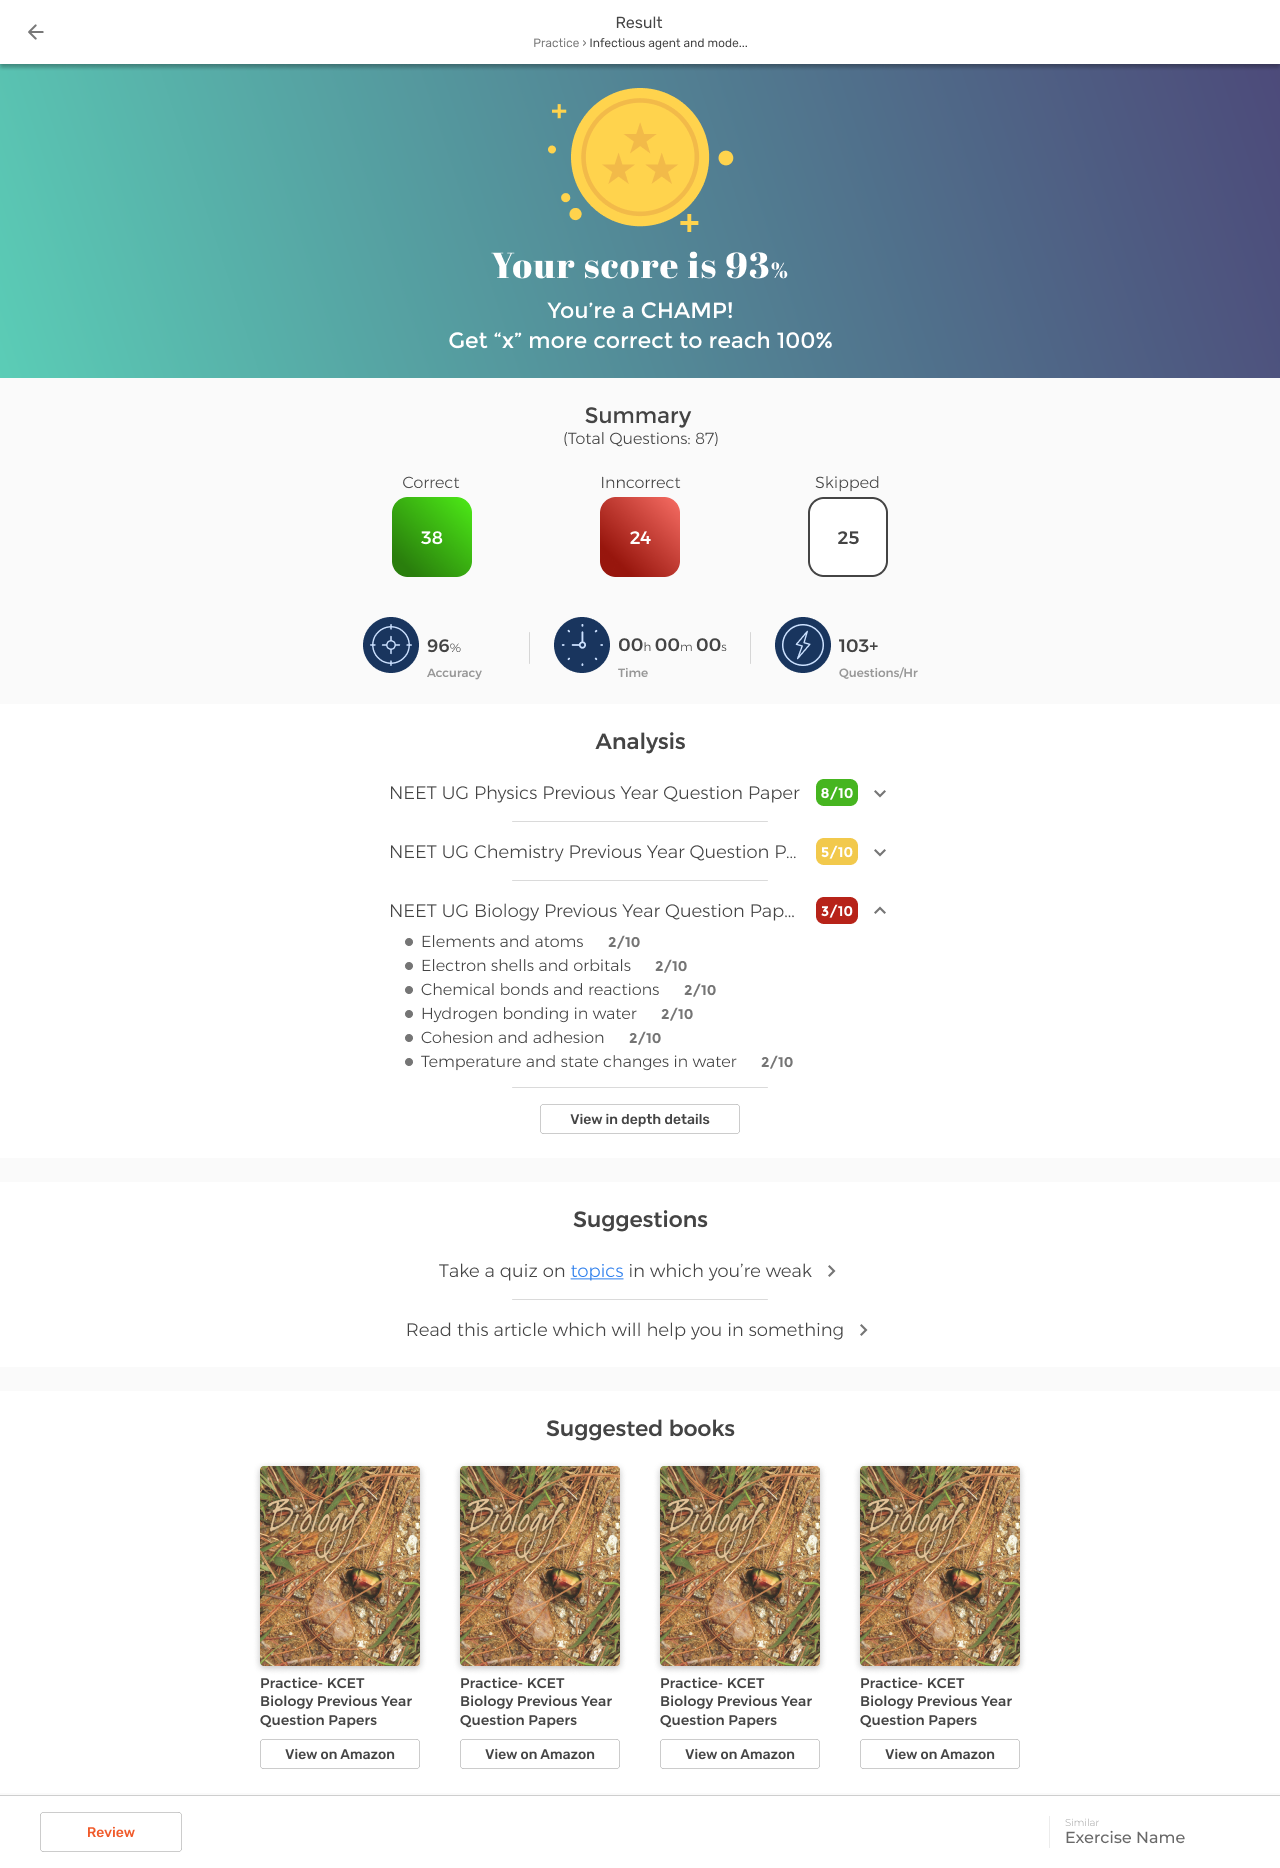 Result
Practice › Infectious agent and mode...
Your score is 93%
You're a CHAMP!
Get “x” more correct to reach 100%
Summary
(Total Questions: 87)
Correct
Inncorrect
Skipped
38
24
25
96%
Accuracy
00h 00m 00s
Time
103+
Questions/Hr
Analysis
NEET UG Physics Previous Year Question Paper 8/10
NEET UG Chemistry Previous Year Question P... 5/10
NEET UG Biology Previous Year Question Pap... 3/10
Elements and atoms 2/10
Electron shells and orbitals 2/10
Chemical bonds and reactions 2/10
Hydrogen bonding in water 2/10
Cohesion and adhesion 2/10
Temperature and state changes in water 2/10
View in depth details
Suggestions
Take a quiz on topics in which you’re weak
Read this article which will help you in something
Suggested books
Biology
Biology
Biology
Biology
Practice- KCET
Biology Previous Year
Question Papers
View on Amazon
Practice- KCET
Biology Previous Year
Question Papers
View on Amazon
Practice- KCET
Biology Previous Year
Question Papers
View on Amazon
Practice- KCET
Biology Previous Year
Question Papers
View on Amazon
Review
Similar
Exercise Name